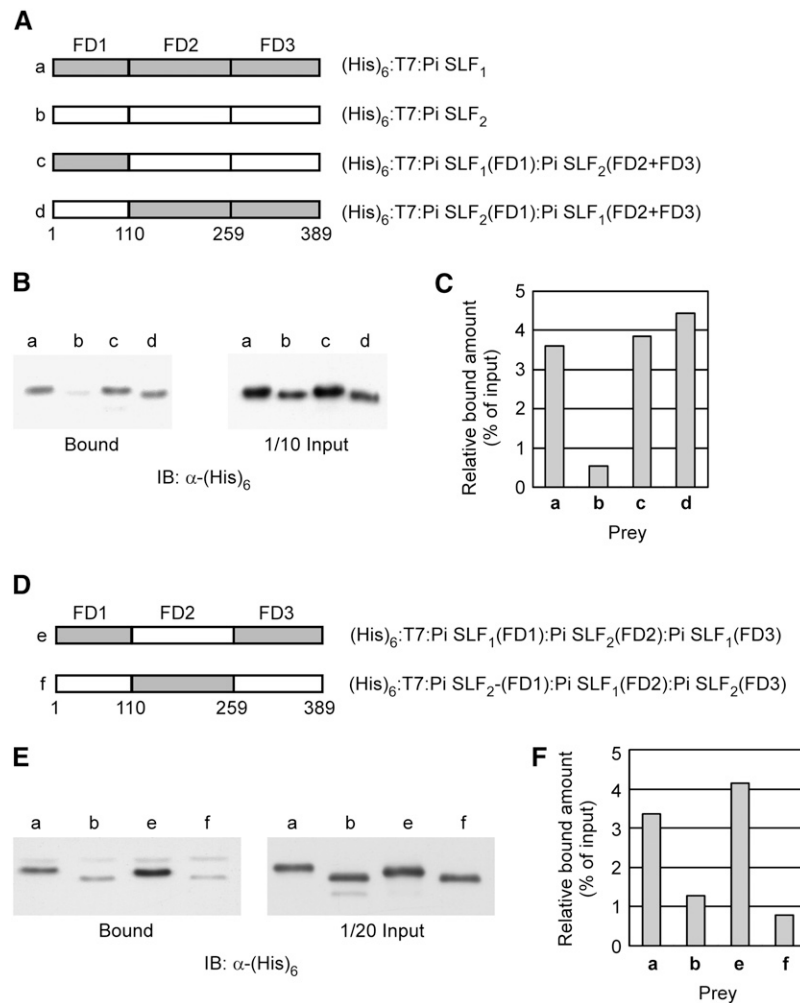 A
FD1 FD2 FD3
a (His)6:T7:Pi SLF1
b (His)6:T7:Pi SLF2
c (His)6:T7:Pi SLF1(FD1):Pi SLF2(FD2+FD3)
d (His)6:T7:Pi SLF2(FD1):Pi SLF1(FD2+FD3)
1 110 259 389
B
a b c d a b c d
Bound 1/10 Input
IB: α-(His)6
C
Relative bound amount
(% of input)
5
4
3
2
1
0
a b c d
Prey
D
FD1 FD2 FD3
e (His)6:T7:Pi SLF1(FD1):Pi SLF2(FD2):Pi SLF1(FD3)
f (His)6:T7:Pi SLF2-(FD1):Pi SLF1(FD2):Pi SLF2(FD3)
1 110 259 389
E
a b e f a b e f
Bound 1/20 Input
IB: α-(His)6
F
Relative bound amount
(% of input)
5
4
3
2
1
0
a b e f
Prey